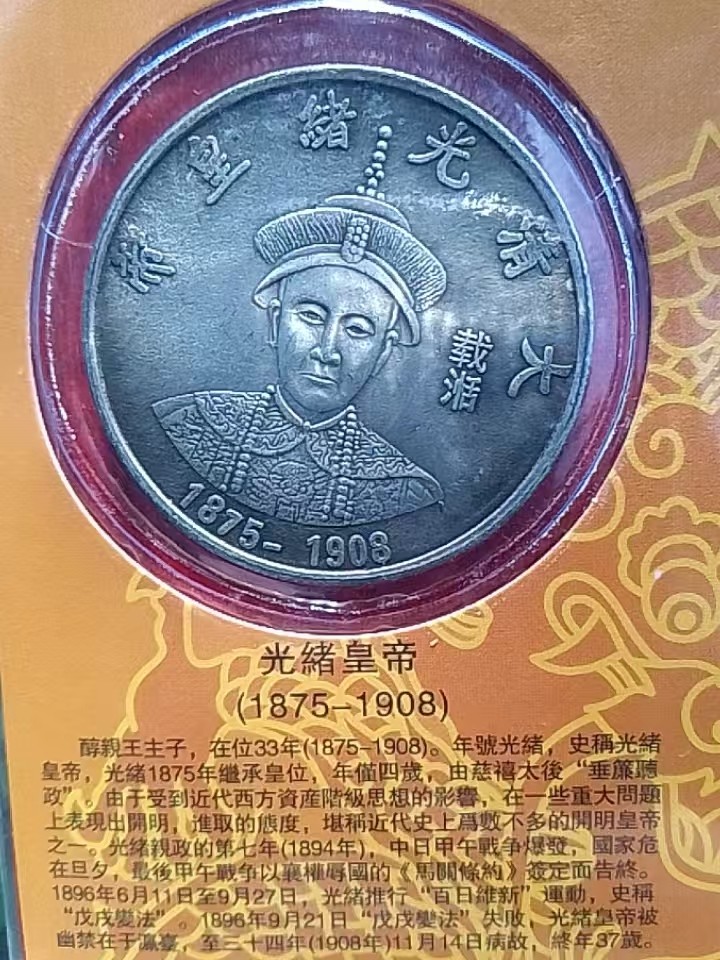 大清光緒皇帝
載湉
1875-1908
光緒皇帝
(1875-1908)
醇親王主子，在位33年(1875-1908)。年號光緒，史稱光緒
皇帝，光緒1875年繼承皇位，年僅四歲，由慈禧太後“垂簾聽
政”。由于受到近代西方資産階級思想的影響，在一些重大問題
上表現出開明，進取的態度，堪稱近代史上爲數不多的開明皇帝
之一。光緒親政的第七年(1894年)，中日甲午戰争爆發，國家危
在旦夕，最後甲午戰争以襄權辱國的《馬關條約》簽定而告終。
1896年6月11日至9月27日，光緒推行“百日維新”運動，史稱
“戊戌變法”。1896年9月21日“戊戌變法”失敗，光緒皇帝被
幽禁在于瀛臺，至三十四年(1908年)11月14日病故，終年37歲。